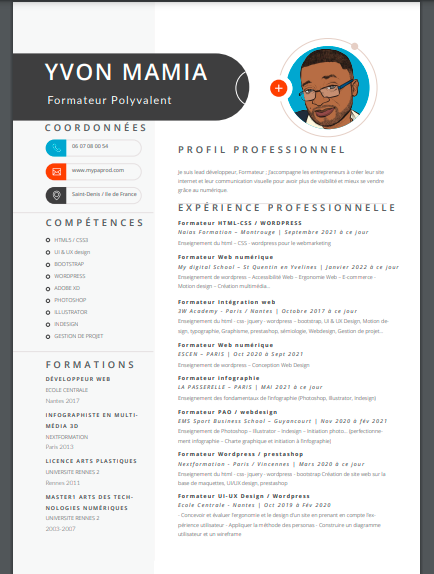 YVON MAMIA
Formateur Polyvalent
COORDONNÉES
06 07 08 00 54
www.mypaprod.com
Saint-Denis / Ile de France
COMPÉTENCES
HTML5 / CSS3
UI & UX design
BOOTSTRAP
WORDPRESS
ADOBE XD
PHOTOSHOP
ILLUSTRATOR
INDESIGN
GESTION DE PROJET
FORMATIONS
DÉVELOPPEUR WEB
ECOLE CENTRALE
Nantes 2017
INFOGRAPHISTE EN MULTI-
MÉDIA 3D
NEXTFORMATION
Paris 2013
LICENCE ARTS PLASTIQUES
UNIVERSITE RENNES 2
Rennes 2011
MASTER1 ARTS DES TECH-
NOLOGIES NUMÉRIQUES
UNIVERSITE RENNES 2
2003-2007
PROFIL PROFESSIONNEL
Je suis lead développeur, Formateur ; J'accompagne les entrepreneurs à créer leur site
internet et leur communication visuelle pour avoir plus de visibilité et mieux se vendre
grâce au numérique.
EXPÉRIENCE PROFESSIONNELLE
Formateur HTML-CSS / WORDPRESS
Naias Formation – Montrouge | Septembre 2021 à ce jour
Enseignement du html – CSS - wordpress pour le webmarketing
Formateur Web numérique
My digital School – St Quentin en Yvelines | Janvier 2022 à ce jour
Enseignement de wordpress – Accessibilité Web – Ergonomie Web - E-commerce -
Motion design – Création multimédia..
Formateur Intégration web
3W Academy - Paris / Nantes | Octobre 2017 à ce jour
Enseignement du html - css- jquery - wordpress – bootstrap, UI & UX Design, Motion de-
sign, typographie, Graphisme, prestashop, sémiologie, Webdesign, Gestion de projet..
Formateur Web numérique
ESCEN – PARIS | Oct 2020 à Sept 2021
Enseignement de wordpress – Conception Web Design
Formateur infographie
LA PASSERELLE – PARIS | MAI 2021 à ce jour
Enseignement des fondamentaux de l'infographie (Photoshop, Illustrator, Indesign)
Formateur PAO / webdesign
EMS Sport Business School – Guyancourt | Nov 2020 à fév 2021
Enseignement de Photoshop – Illustrator – Indesign – Initiation photo.. (perfectionne-
ment infographie – Charte graphique et initiation à l'infographie)
Formateur Wordpress / prestashop
Nextformation - Paris / Vincennes | Mars 2020 à ce jour
Enseignement du html - css- jquery - wordpress - bootstrap Création de site web sur la
base de maquettes, UI/UX design, prestashop
Formateur UI-UX Design / Wordpress
Ecole Centrale - Nantes | Oct 2019 à Fév 2020
- Concevoir et évaluer l'ergonomie et le design d'un site en prenant en compte l'ex-
périence utilisateur - Appliquer la méthode des personas - Construire un diagramme
utilisateur et un wireframe